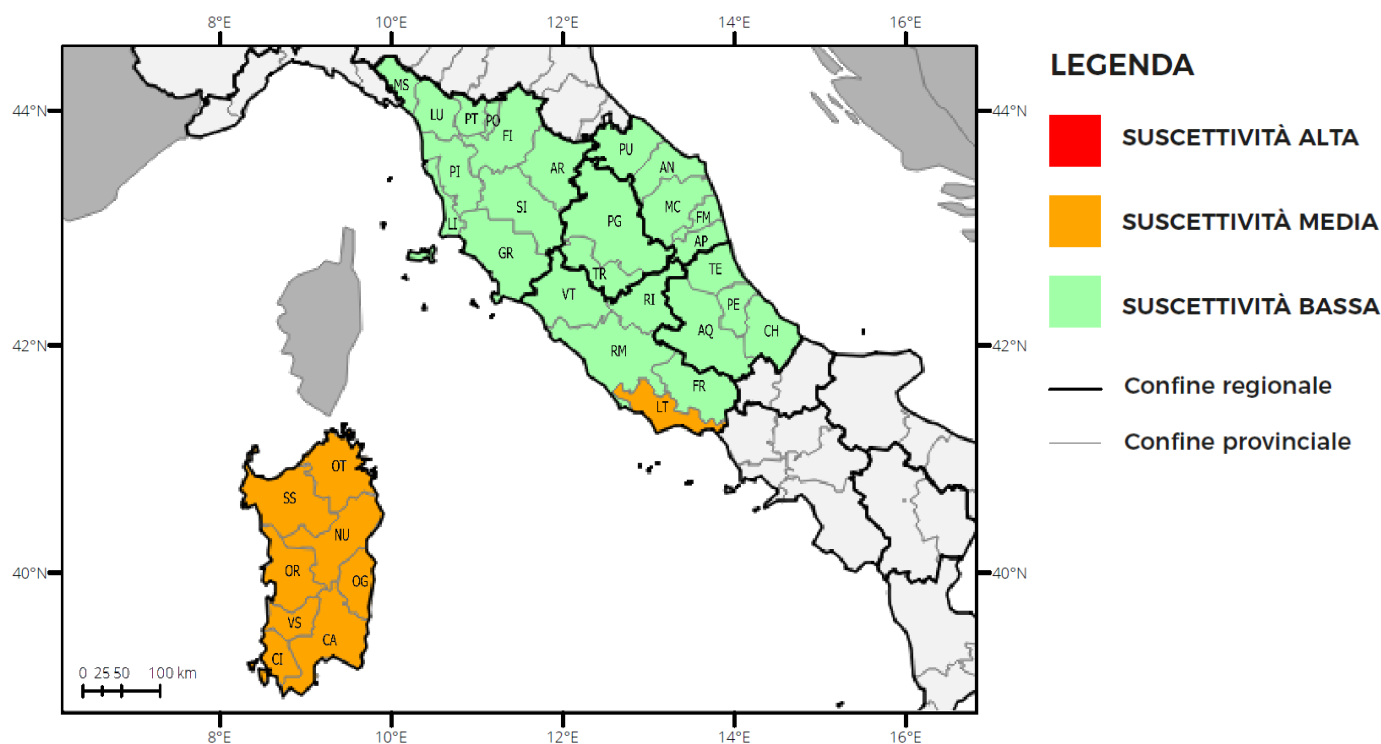 8°E 10°E 12°E 14°E 16°E
44°N 44°N
42°N 42°N
40°N 40°N
MS
LU PT PO
FI
PU
PI AR AN
SI PG MC FM
LI
AP
GR
TR TE
VT RI PE
AQ CH
RM
FR
LT
OT
SS
NU
OR OG
VS
CA
CI
0 25 50 100 km
8°E 10°E 12°E 14°E 16°E
LEGENDA
SUSCETTIVITÀ ALTA
SUSCETTIVITÀ MEDIA
SUSCETTIVITÀ BASSA
Confine regionale
Confine provinciale